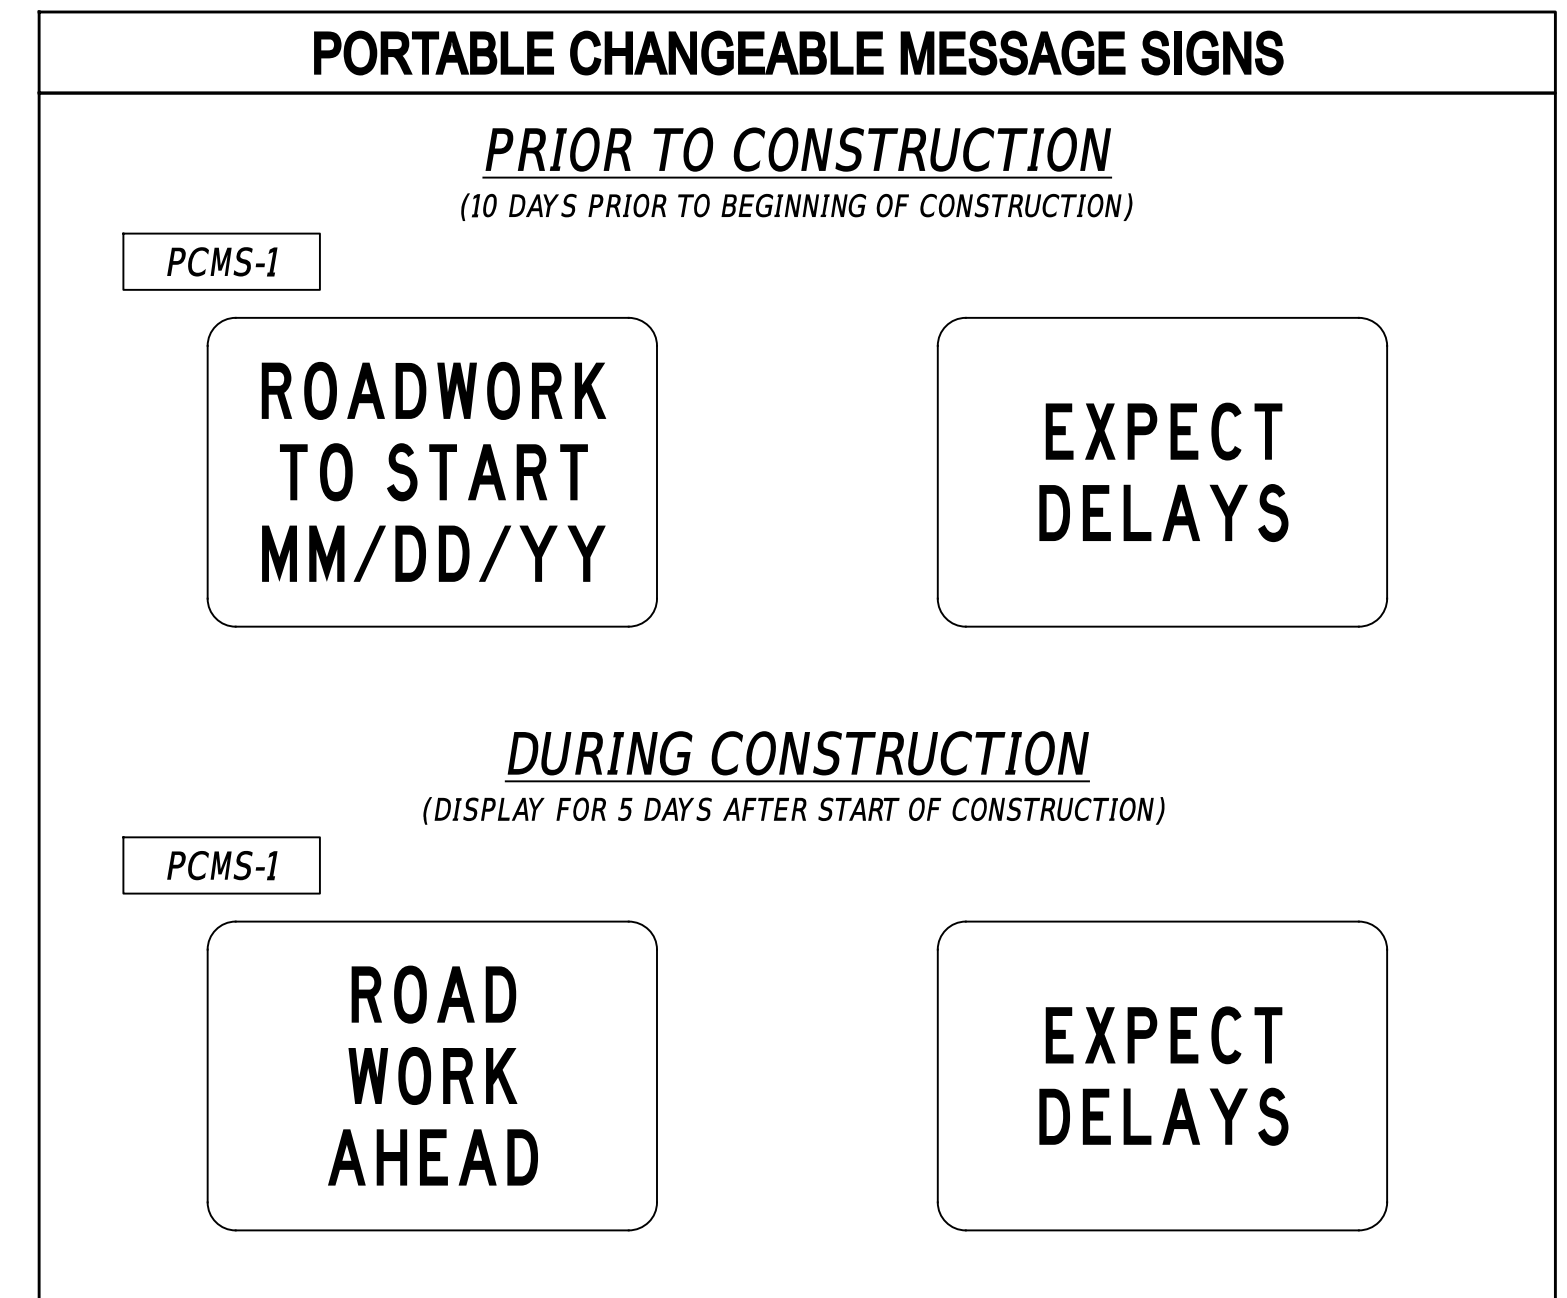 PORTABLE CHANGEABLE MESSAGE SIGNS
PRIOR TO CONSTRUCTION
(10 DAYS PRIOR TO BEGINNING OF CONSTRUCTION)
PCMS-1
ROADWORK
TO START
MM/DD/YY
EXPECT
DELAYS
DURING CONSTRUCTION
(DISPLAY FOR 5 DAYS AFTER START OF CONSTRUCTION)
PCMS-1
ROAD
WORK
AHEAD
EXPECT
DELAYS